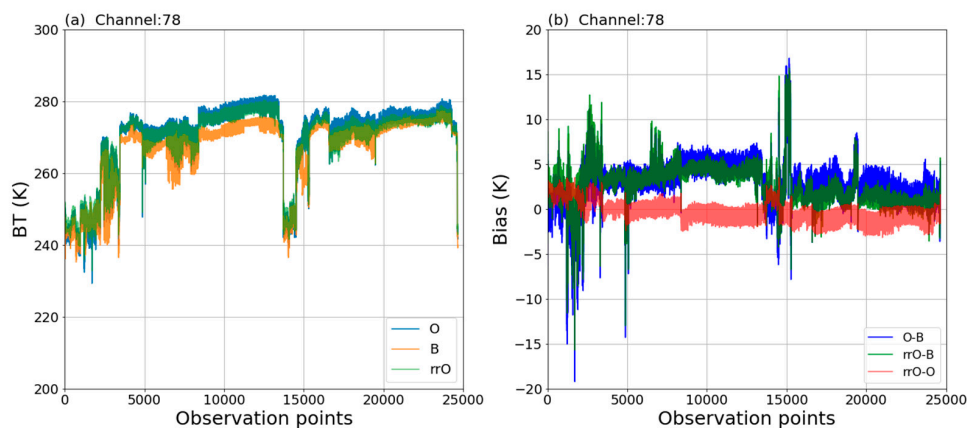 (a) Channel:78
300
280
260
240
220
200
BT (K)
0 5000 10000 15000 20000 25000
Observation points
O
B
rrO
(b) Channel:78
20
15
10
5
0
−5
−10
−15
−20
Bias (K)
0 5000 10000 15000 20000 25000
Observation points
O-B
rrO-B
rrO-O